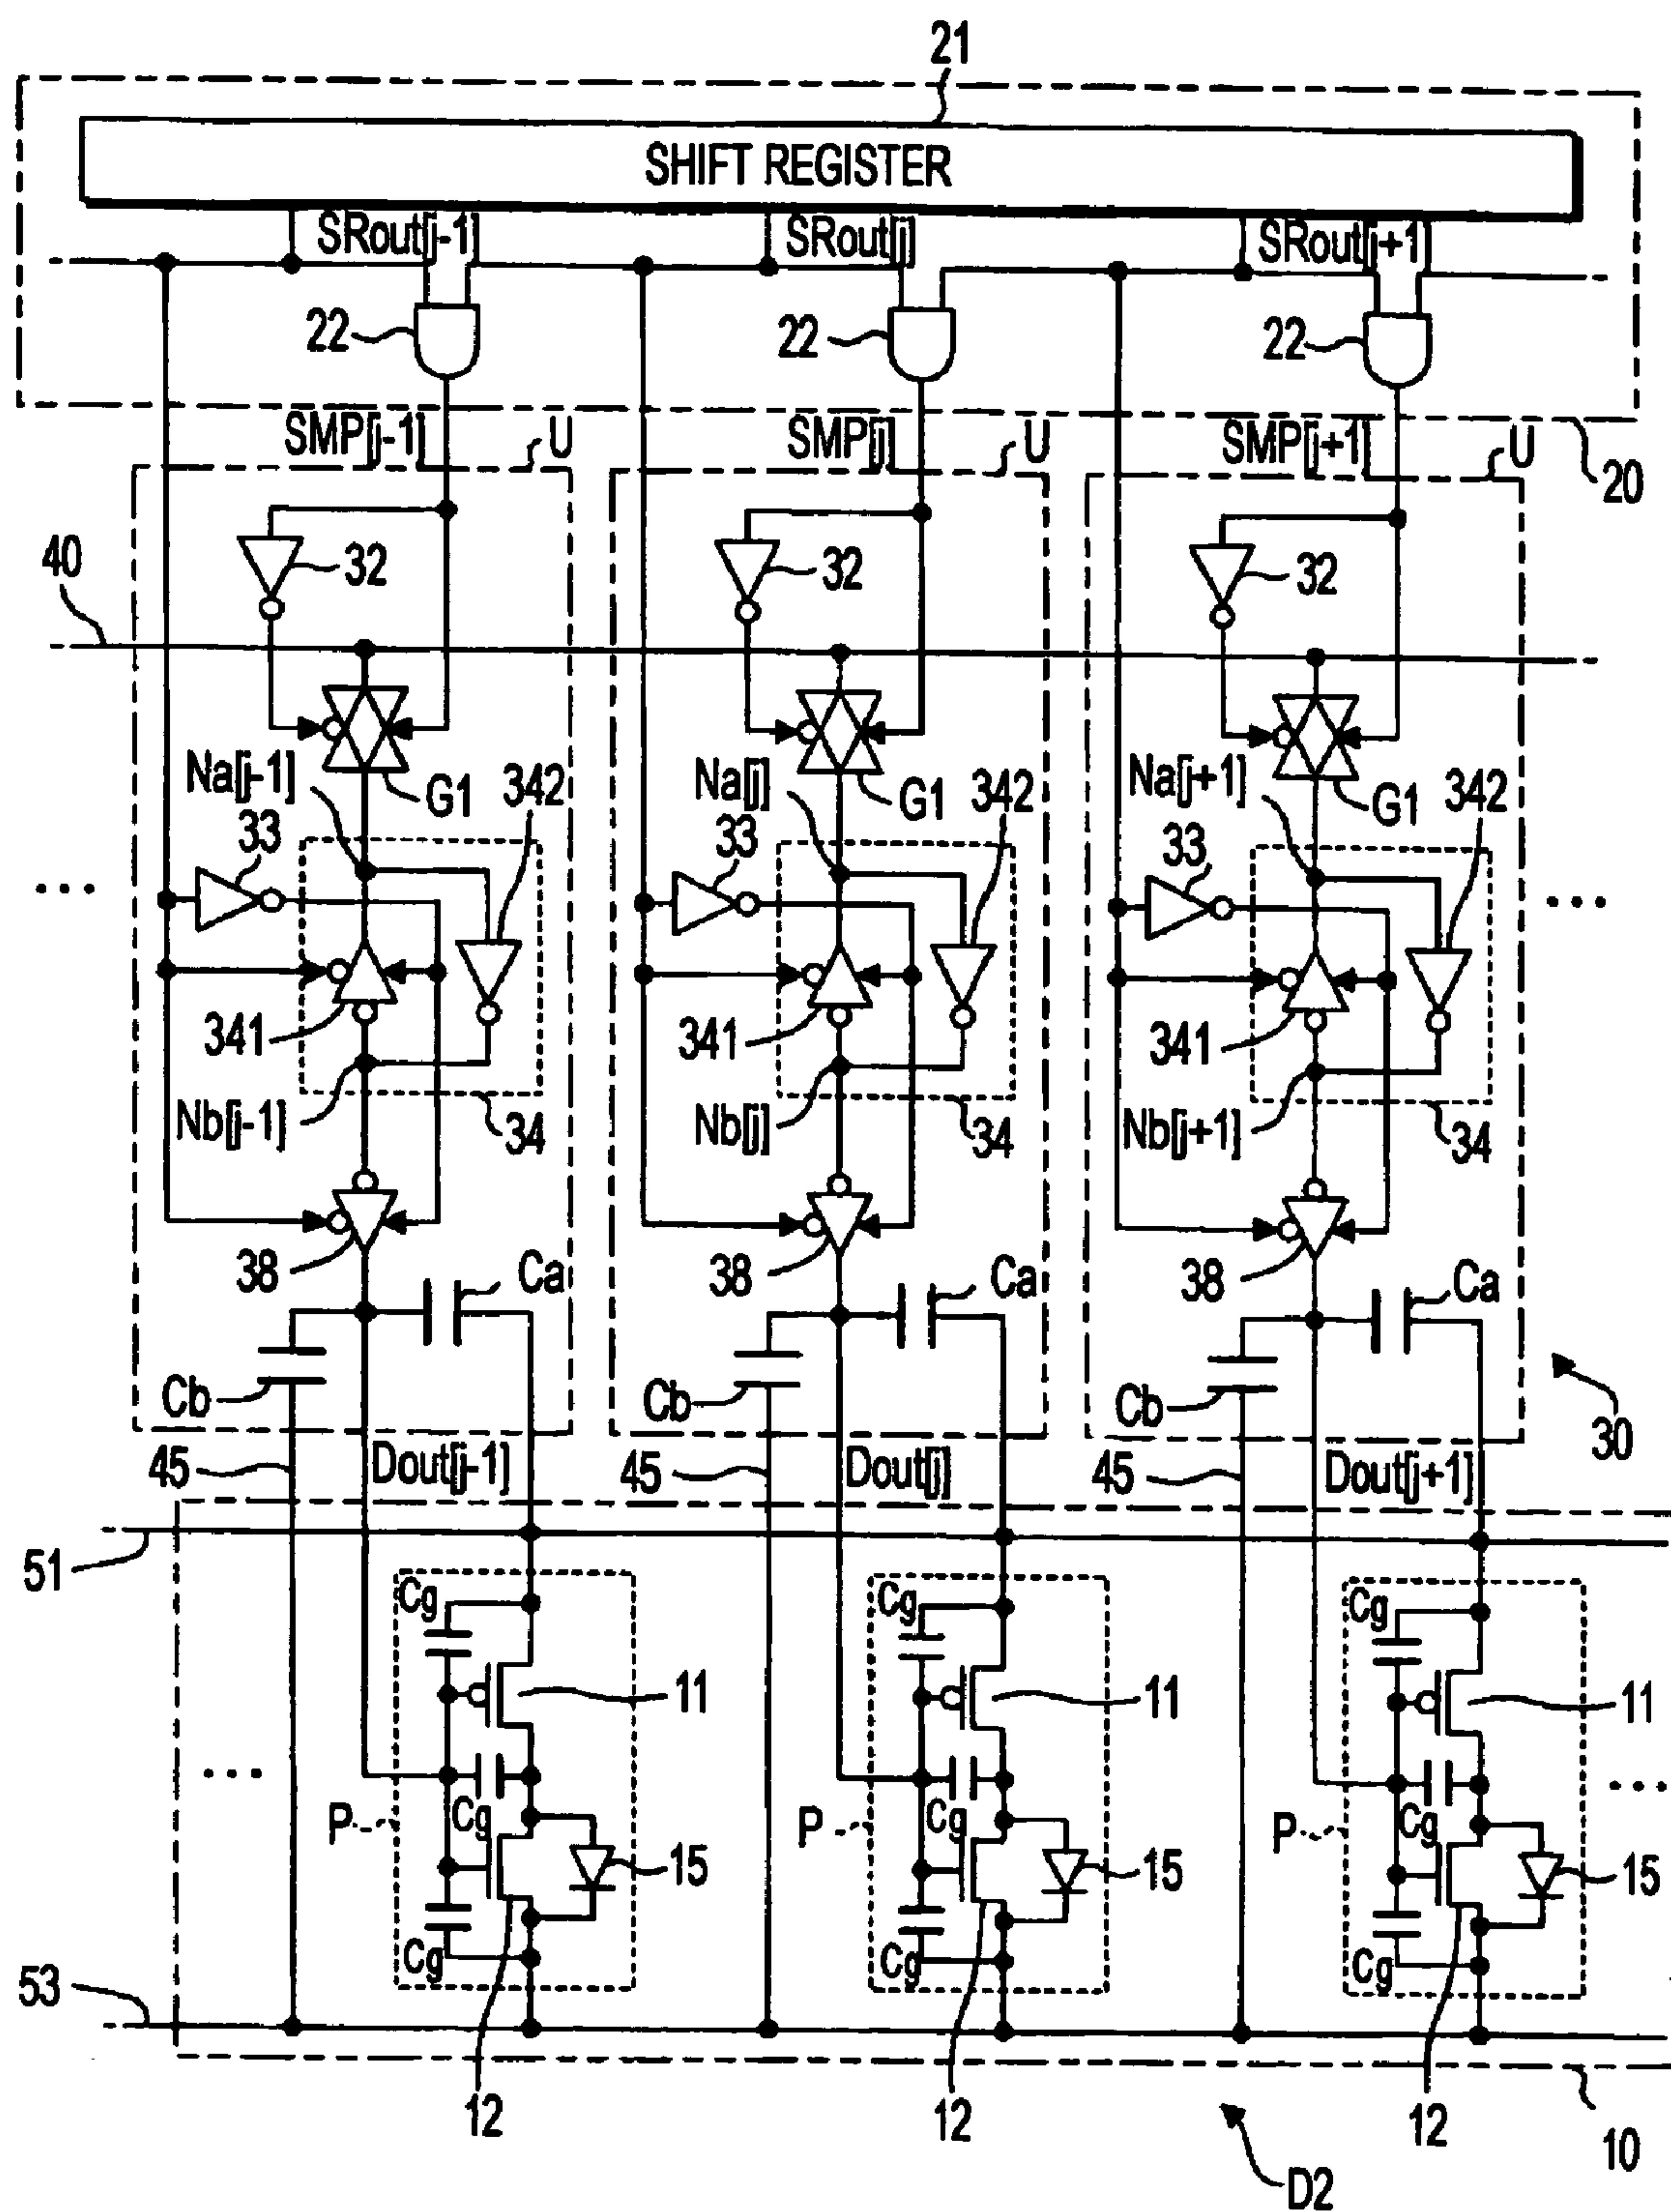 21
SHIFT REGISTER
SRout[j-1] SRout[j] SRout[j+1]
22 22 22
SMP[j-1] U SMP[j] U SMP[j+1] U
20
40 32 32 32
Na[j-1] G1 342 Na[j] G1 342 Na[j+1] G1 342
33 33 33
... ...
341 341 341
Nb[j-1] 34 Nb[j] 34 Nb[j+1] 34
38 38 38
Ca Ca Ca
Cb Cb Cb
30
45 Dout[j-1] 45 Dout[j] 45 Dout[j+1]
51
Cg Cg Cg
11 11 11
... ...
P Cg P Cg P Cg
15 15 15
Cg Cg Cg
53
12 12 12
10
D2